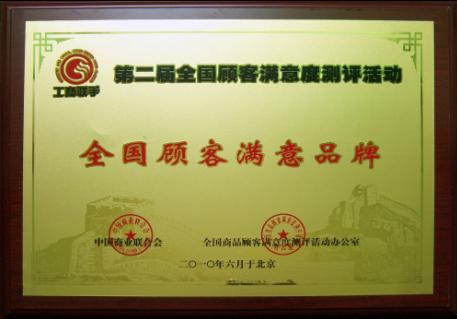 工商联手
第二届全国顾客满意度测评活动
全国顾客满意品牌
中国商业联合会 全国商品顾客满意度测评活动办公室
二〇一〇年六月于北京